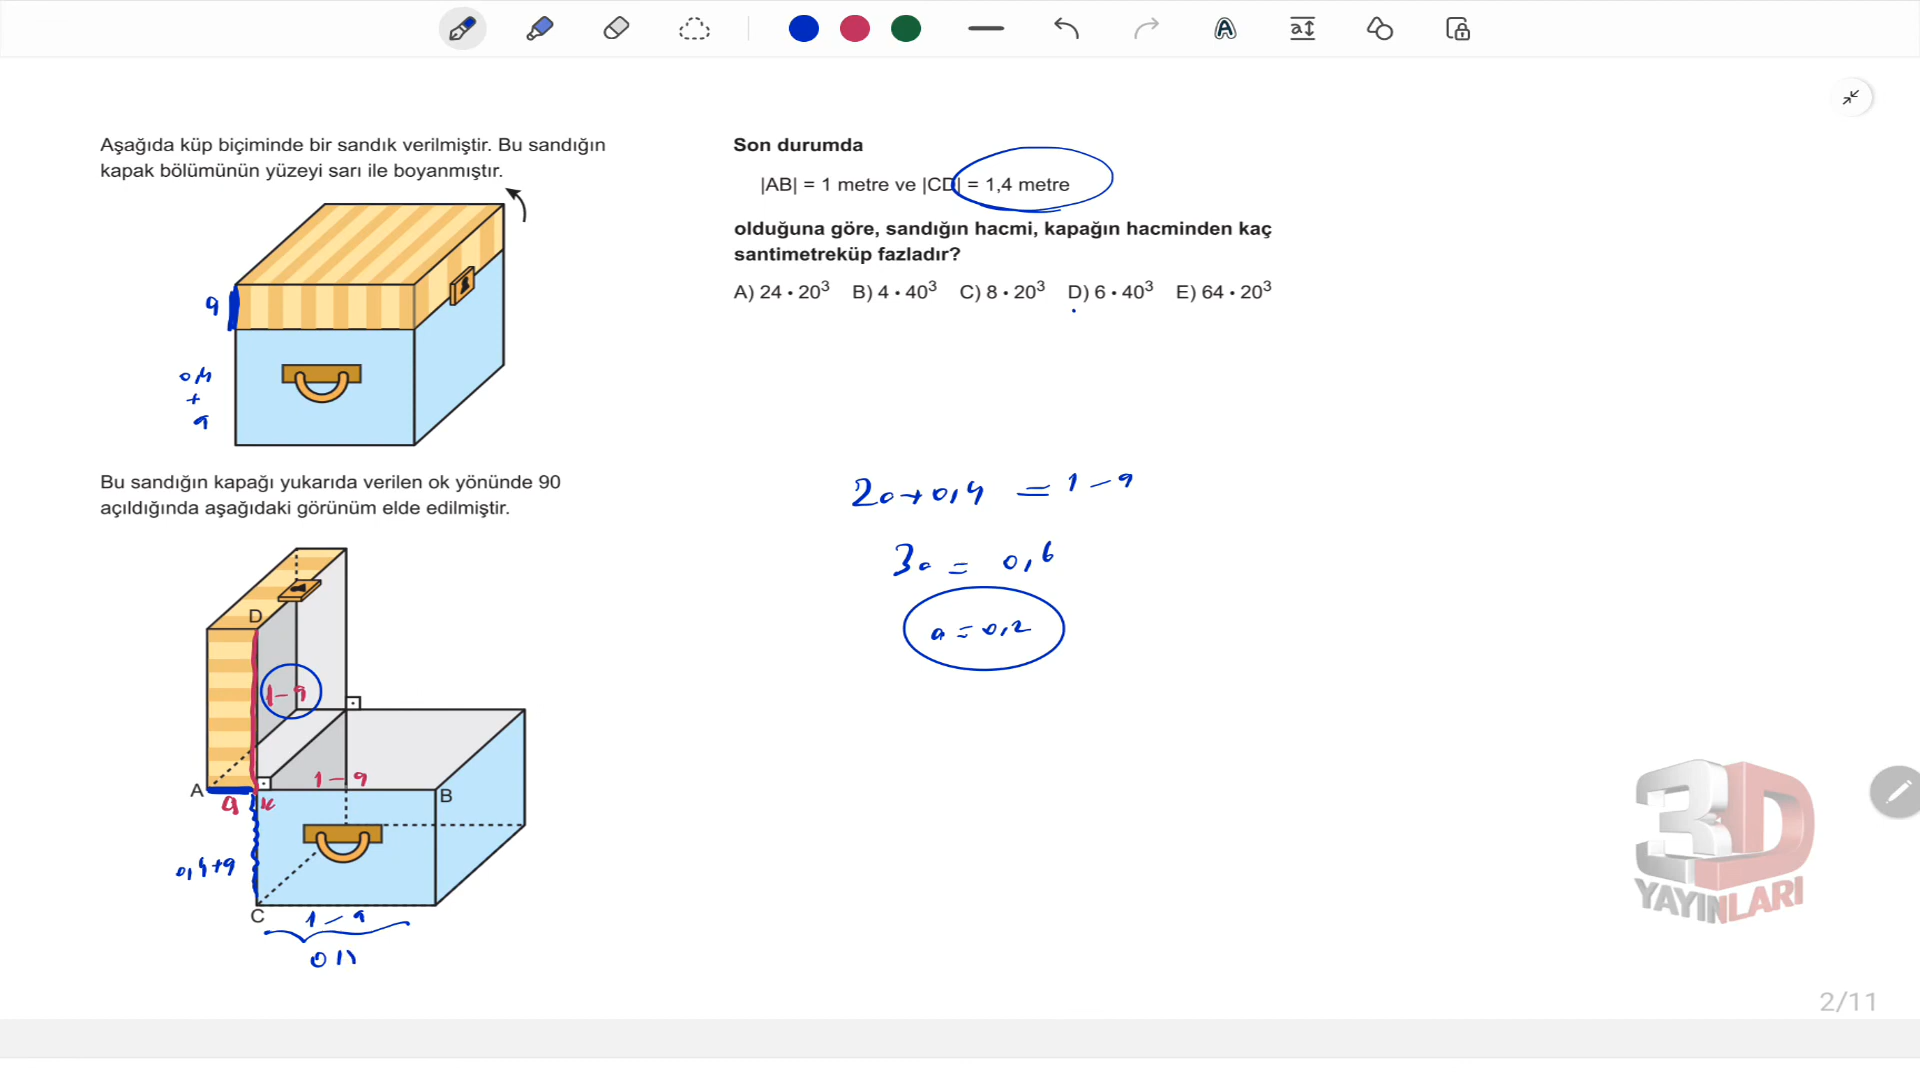 Aşağıda küp biçiminde bir sandık verilmiştir. Bu sandığın
kapak bölümünün yüzeyi sarı ile boyanmıştır.
a
+
a
Bu sandığın kapağı yukarıda verilen ok yönünde 90
açıldığında aşağıdaki görünüm elde edilmiştir.
D
1-a
A
B
a
K
1-a
0,4+a
C
1-a
Son durumda
|AB| = 1 metre ve |CD| = 1,4 metre
olduğuna göre, sandığın hacmi, kapağın hacminden kaç
santimetreküp fazladır?
A) 24 · 20³ B) 4 · 40³ C) 8 · 20³ D) 6 · 40³ E) 64 · 20³
2a+0,4 = 1-a
3a = 0,6
a = 0,2
3D
YAYINLARI
2/11